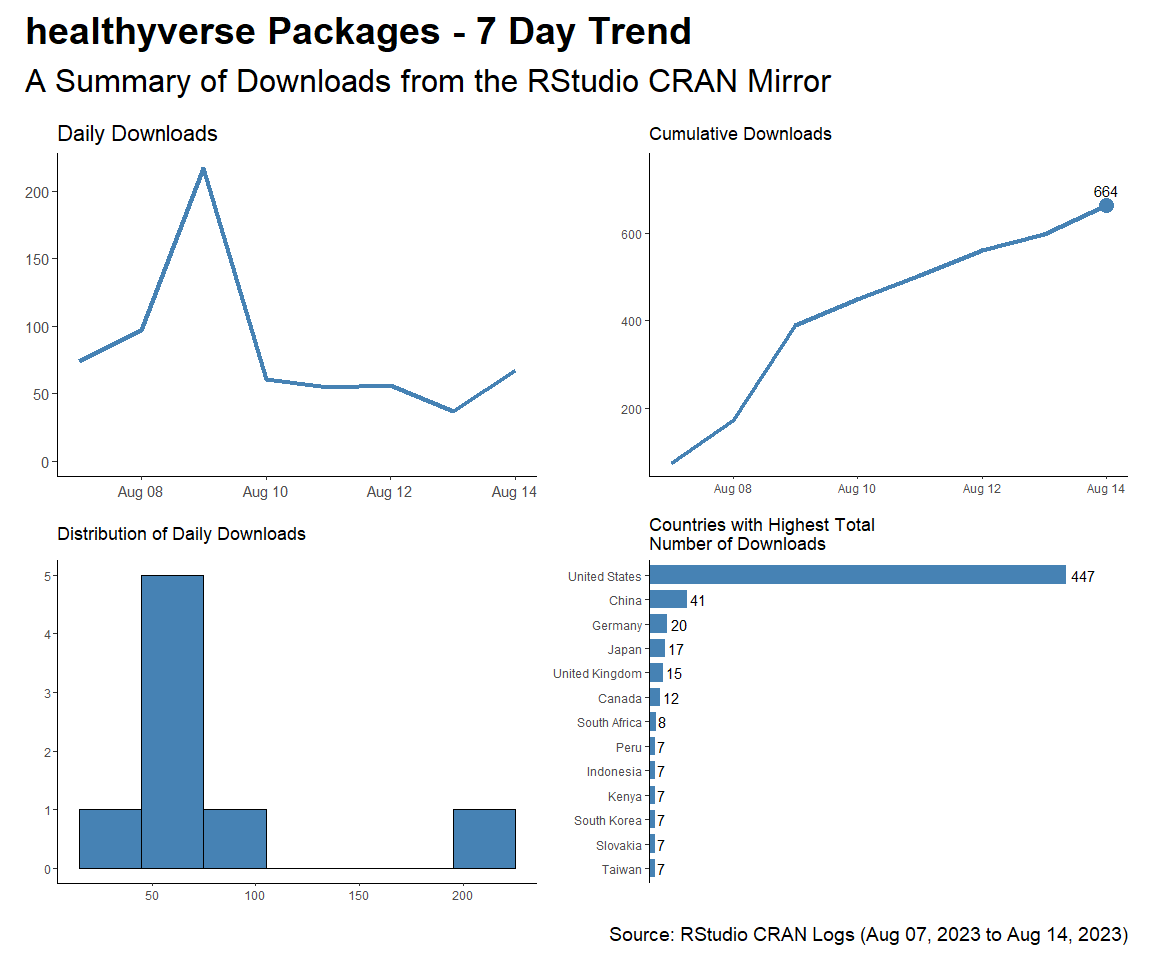 healthyverse Packages - 7 Day Trend
A Summary of Downloads from the RStudio CRAN Mirror
Daily Downloads
200
150
100
50
0
Aug 08 Aug 10 Aug 12 Aug 14
Cumulative Downloads
664
600
400
200
Aug 08 Aug 10 Aug 12 Aug 14
Distribution of Daily Downloads
5
4
3
2
1
0
50 100 150 200
Countries with Highest Total
Number of Downloads
United States 447
China 41
Germany 20
Japan 17
United Kingdom 15
Canada 12
South Africa 8
Peru 7
Indonesia 7
Kenya 7
South Korea 7
Slovakia 7
Taiwan 7
Source: RStudio CRAN Logs (Aug 07, 2023 to Aug 14, 2023)